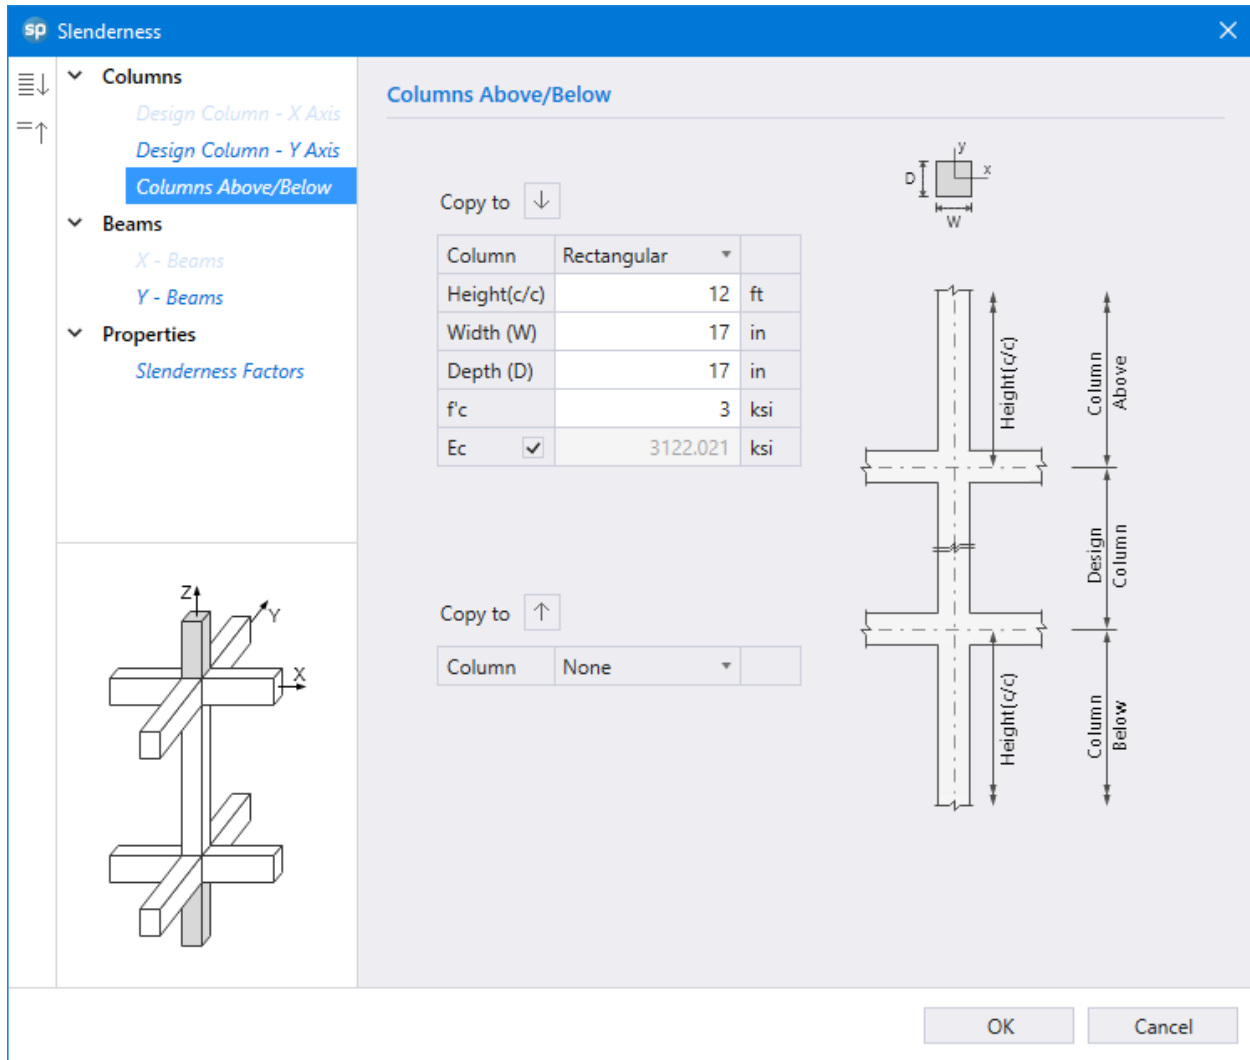 sp Slenderness
Columns
Design Column - X Axis
Design Column - Y Axis
Columns Above/Below
Beams
X - Beams
Y - Beams
Properties
Slenderness Factors
Z
Y
X
Columns Above/Below
Copy to
Column Rectangular
Height(c/c) 12 ft
Width (W) 17 in
Depth (D) 17 in
f'c 3 ksi
Ec 3122.021 ksi
Copy to
Column None
y
x
D
W
Height(c/c)
Column
Above
Design
Column
Height(c/c)
Column
Below
OK Cancel